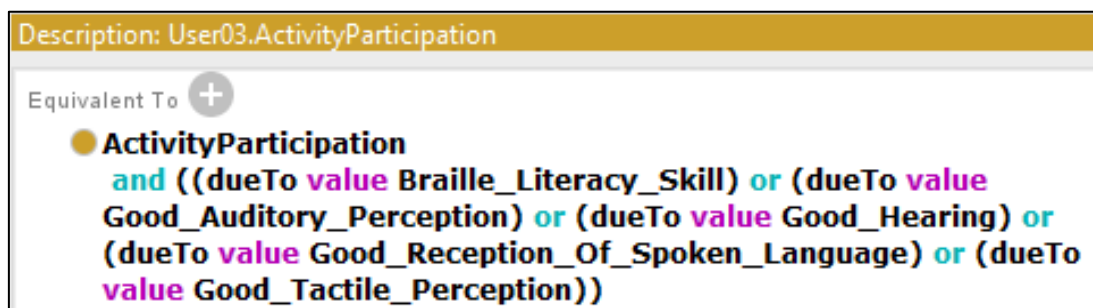 Description: User03.ActivityParticipation
Equivalent To
ActivityParticipation
and ((dueTo value Braille_Literacy_Skill) or (dueTo value
Good_Auditory_Perception) or (dueTo value Good_Hearing) or
(dueTo value Good_Reception_Of_Spoken_Language) or (dueTo
value Good_Tactile_Perception))